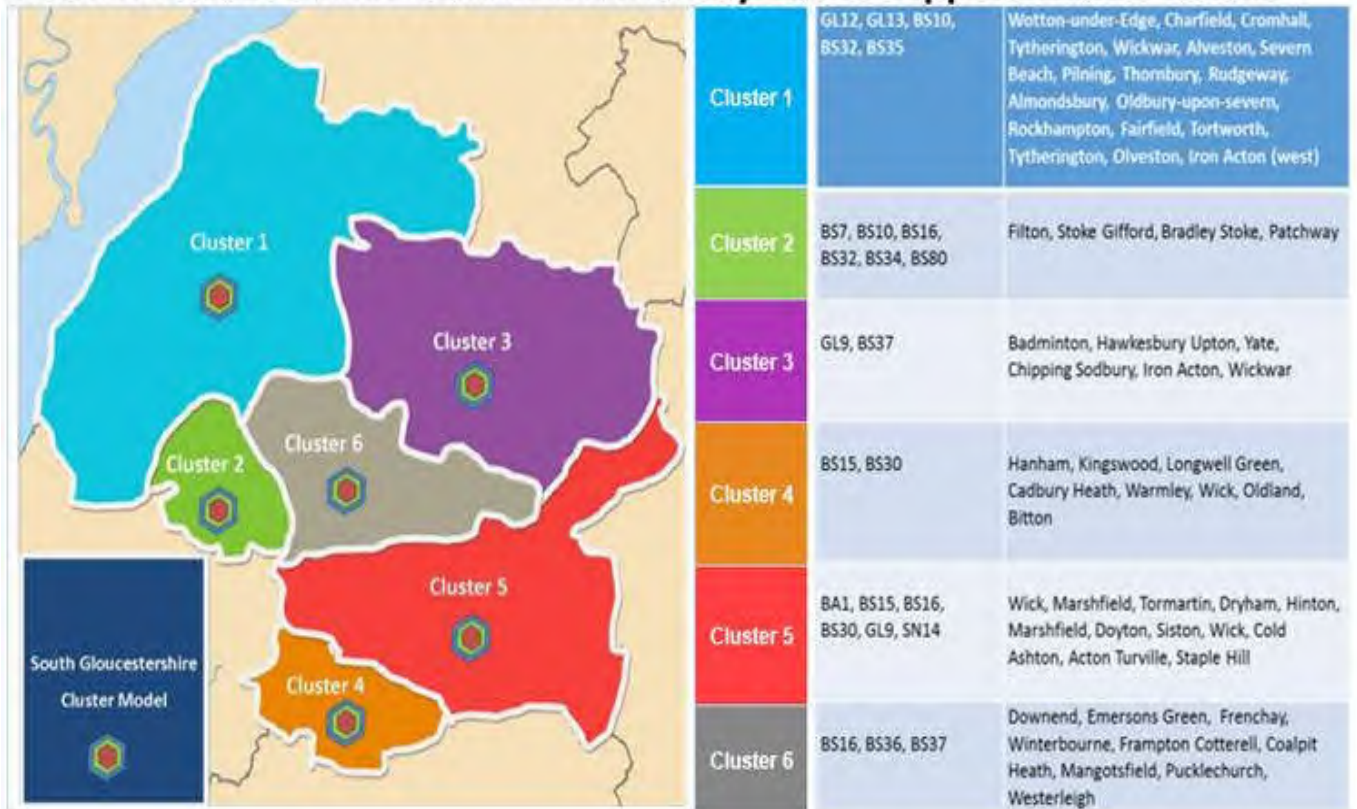 Cluster 1
Cluster 3
Cluster 6
Cluster 2
Cluster 5
Cluster 4
South Gloucestershire
Cluster Model
Cluster 1
GL12, GL13, BS10,
BS32, BS35
Wotton-under-Edge, Charfield, Cromhall,
Tytherington, Wickwar, Alveston, Severn
Beach, Pilning, Thornbury, Rudgeway,
Almondsbury, Oldbury-upon-severn,
Rockhampton, Fairfield, Tortworth,
Tytherington, Olveston, Iron Acton (west)
Cluster 2
BS7, BS10, BS16,
BS32, BS34, BS80
Filton, Stoke Gifford, Bradley Stoke, Patchway
Cluster 3
GL9, BS37
Badminton, Hawkesbury Upton, Yate,
Chipping Sodbury, Iron Acton, Wickwar
Cluster 4
BS15, BS30
Hanham, Kingswood, Longwell Green,
Cadbury Heath, Warmley, Wick, Oldland,
Bitton
Cluster 5
BA1, BS15, BS16,
BS30, GL9, SN14
Wick, Marshfield, Tormartin, Dryham, Hinton,
Marshfield, Doyton, Siston, Wick, Cold
Ashton, Acton Turville, Staple Hill
Cluster 6
BS16, BS36, BS37
Downend, Emersons Green, Frenchay,
Winterbourne, Frampton Cotterell, Coalpit
Heath, Mangotsfield, Pucklechurch,
Westerleigh